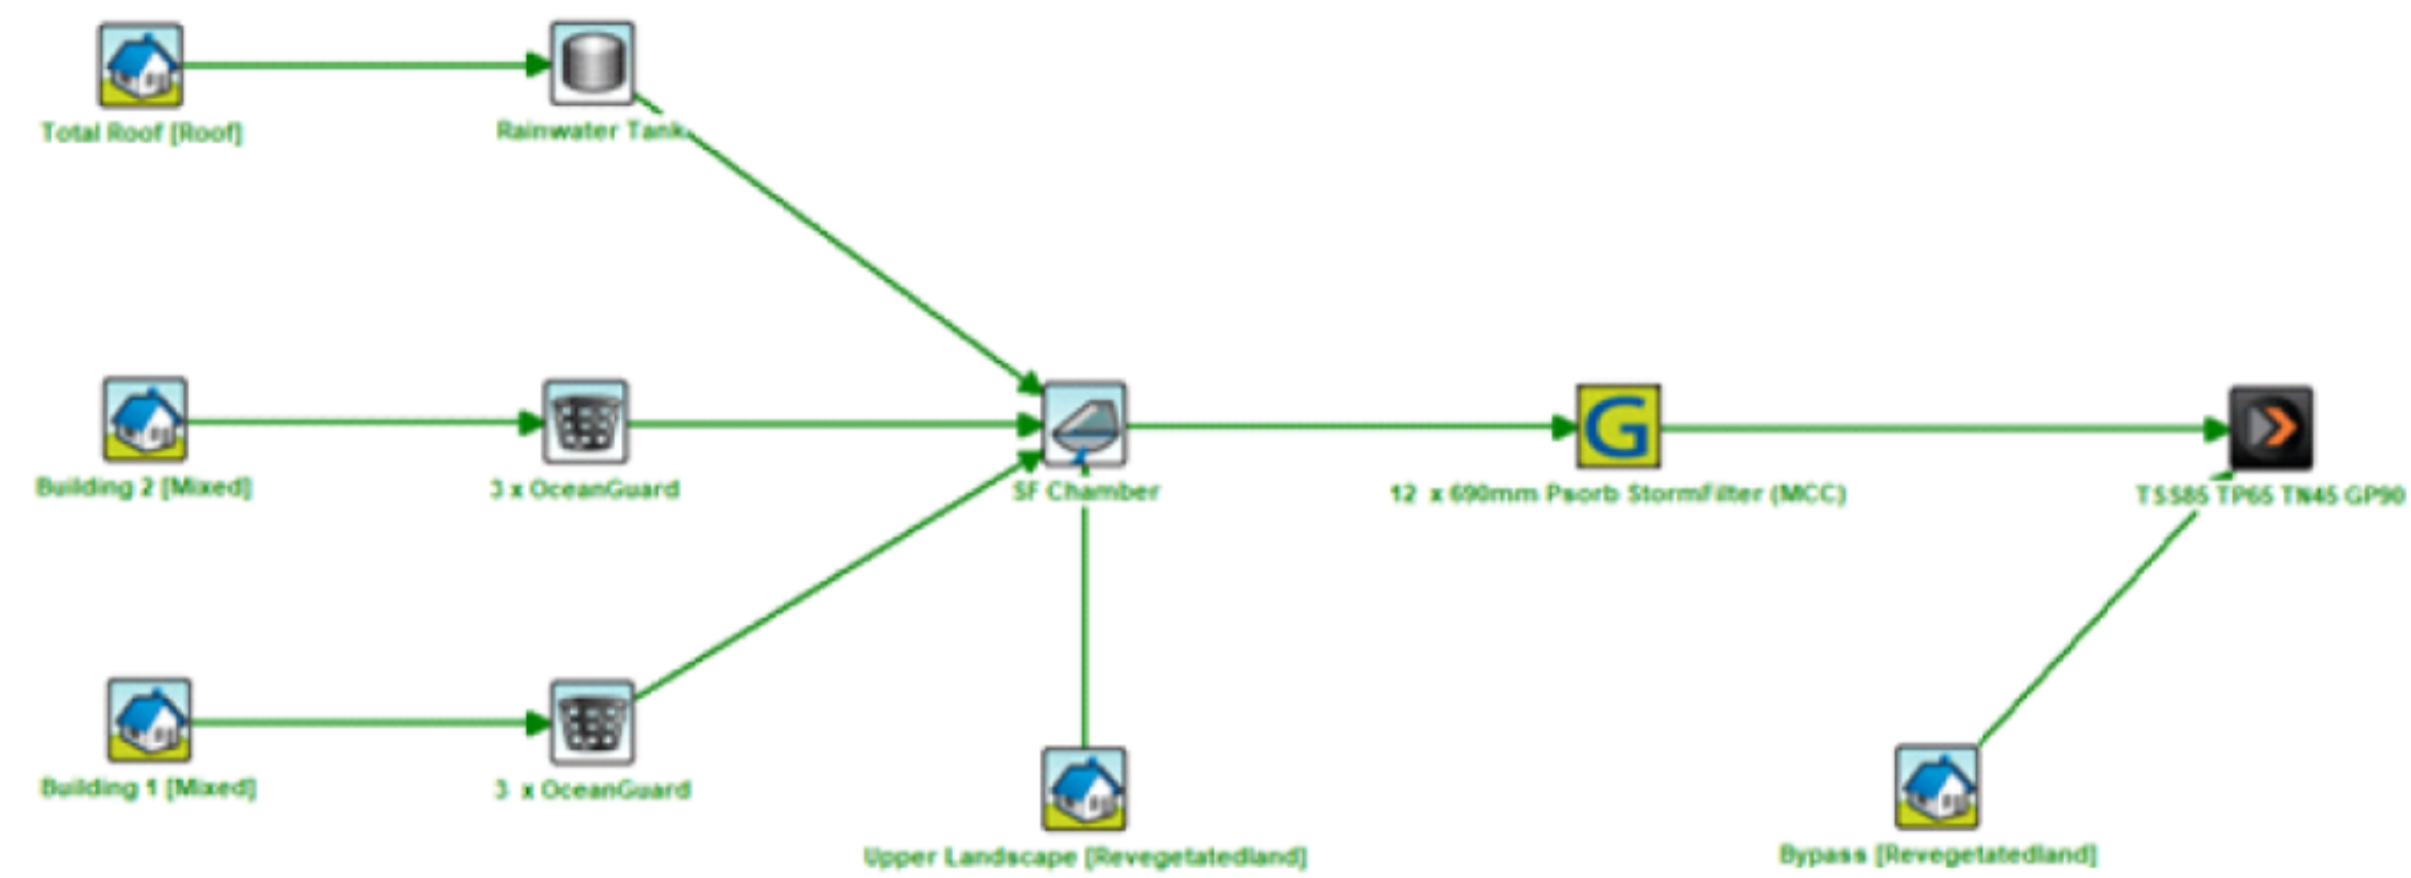 Total Roof [Roof]
Rainwater Tank
Building 2 [Mixed]
3 x OceanGuard
SF Chamber
G
12 x 690mm Psorb StormFilter (MCC)
TSS85 TP65 TN45 GP90
Building 1 [Mixed]
3 x OceanGuard
Upper Landscape [Revegetatedland]
Bypass [Revegetatedland]